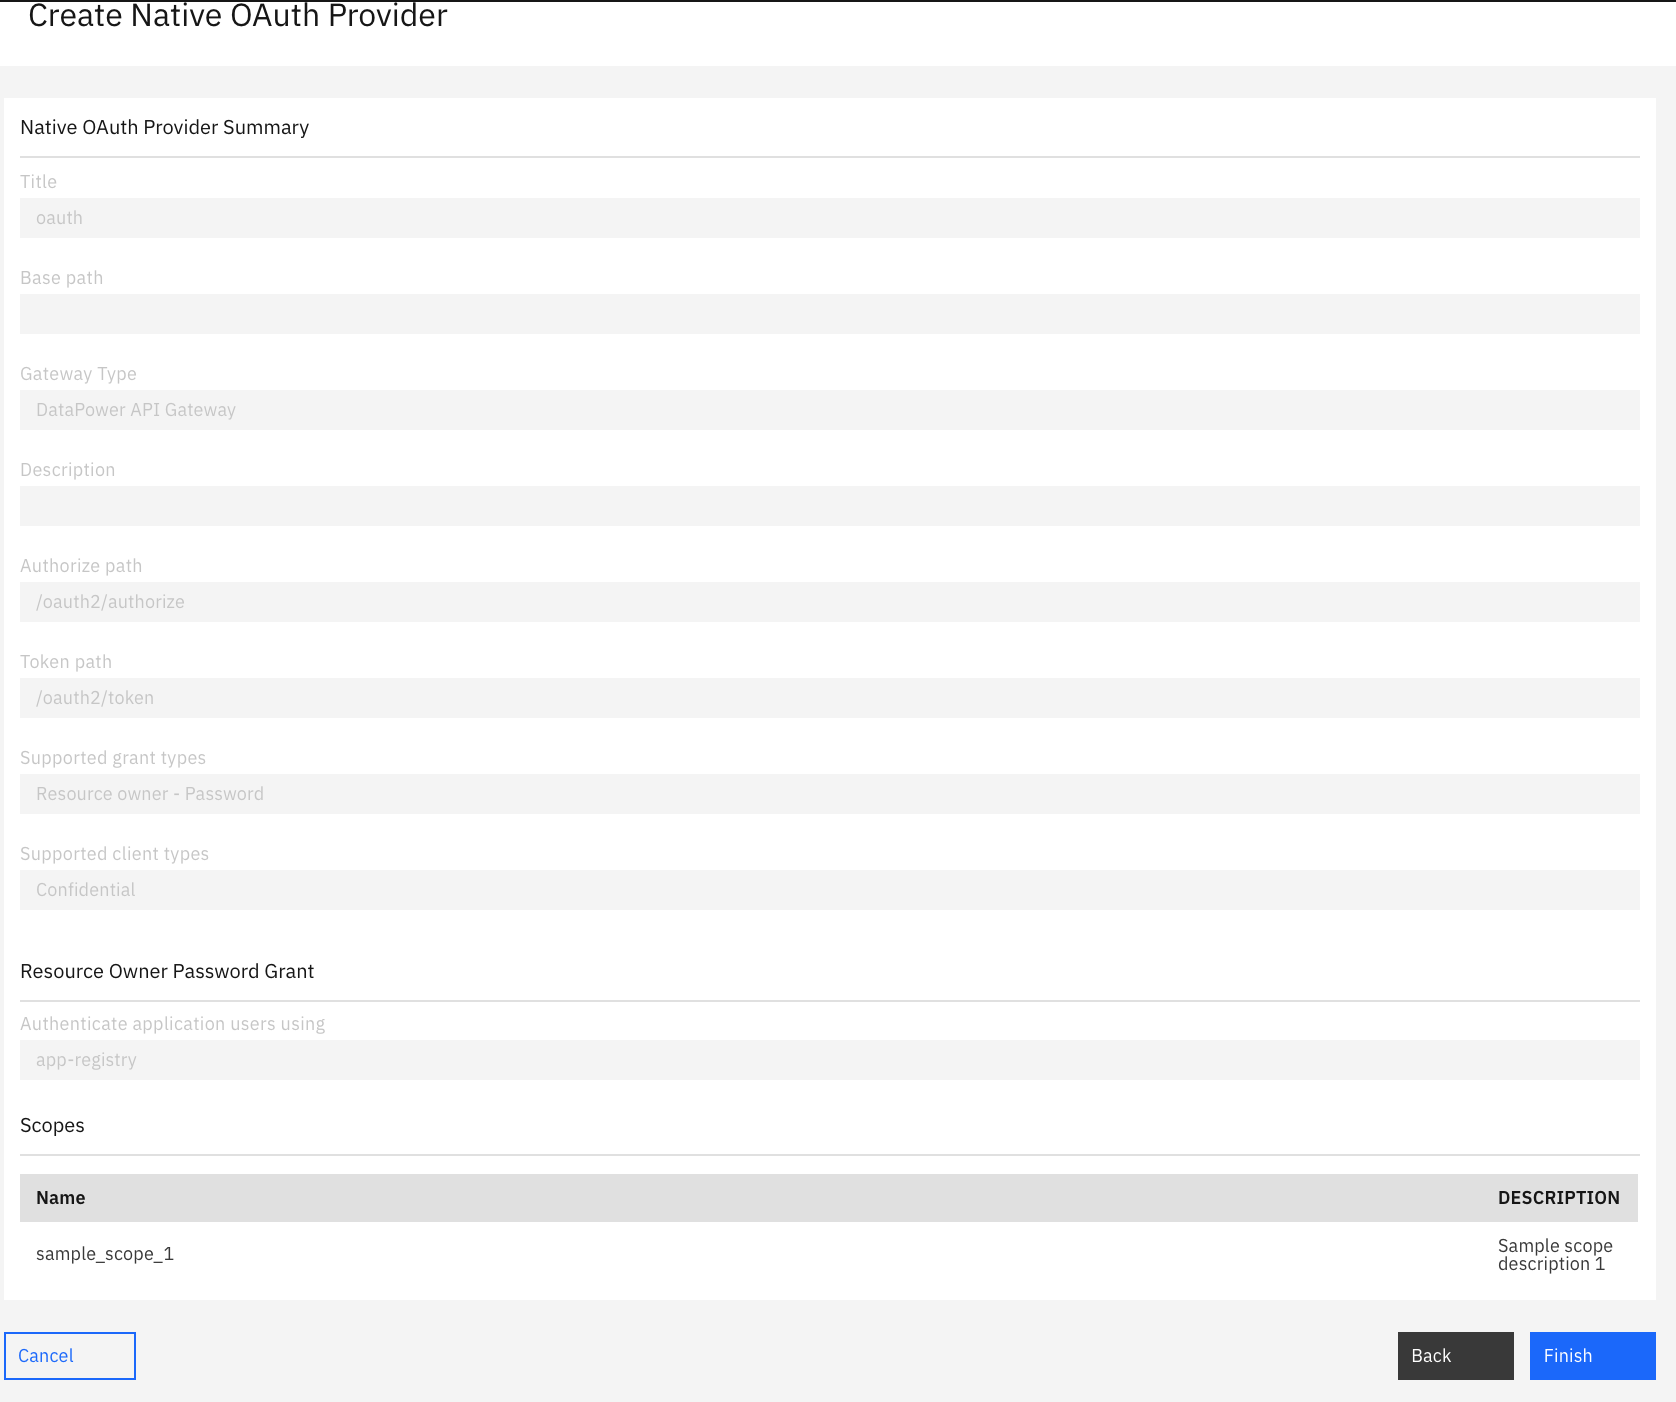 Create Native OAuth Provider
Native OAuth Provider Summary
Title
oauth
Base path
Gateway Type
DataPower API Gateway
Description
Authorize path
/oauth2/authorize
Token path
/oauth2/token
Supported grant types
Resource owner - Password
Supported client types
Confidential
Resource Owner Password Grant
Authenticate application users using
app-registry
Scopes
Name DESCRIPTION
sample_scope_1 Sample scope
description 1
Cancel Back Finish